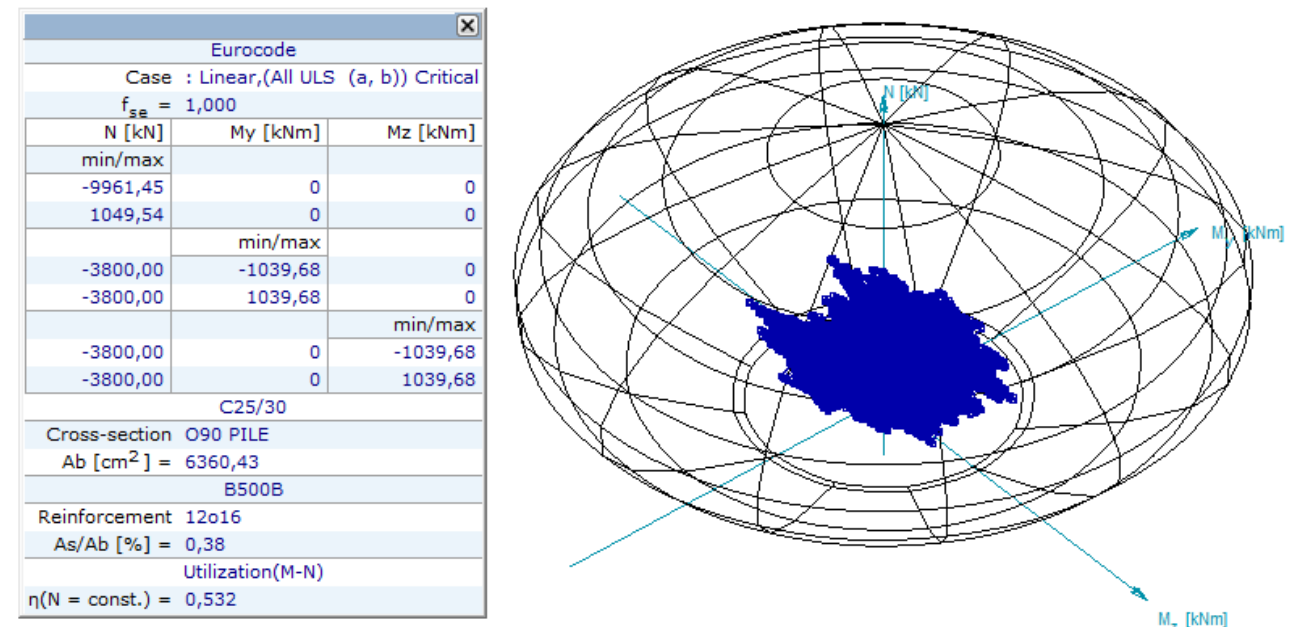 Eurocode
Case : Linear,(All ULS (a, b)) Critical
fse = 1,000
N [kN] My [kNm] Mz [kNm]
min/max
-9961,45 0 0
1049,54 0 0
min/max
-3800,00 -1039,68 0
-3800,00 1039,68 0
min/max
-3800,00 0 -1039,68
-3800,00 0 1039,68
C25/30
Cross-section O90 PILE
Ab [cm2] = 6360,43
B500B
Reinforcement 12o16
As/Ab [%] = 0,38
Utilization(M-N)
η(N = const.) = 0,532
N [kN]
My [kNm]
Mz [kNm]